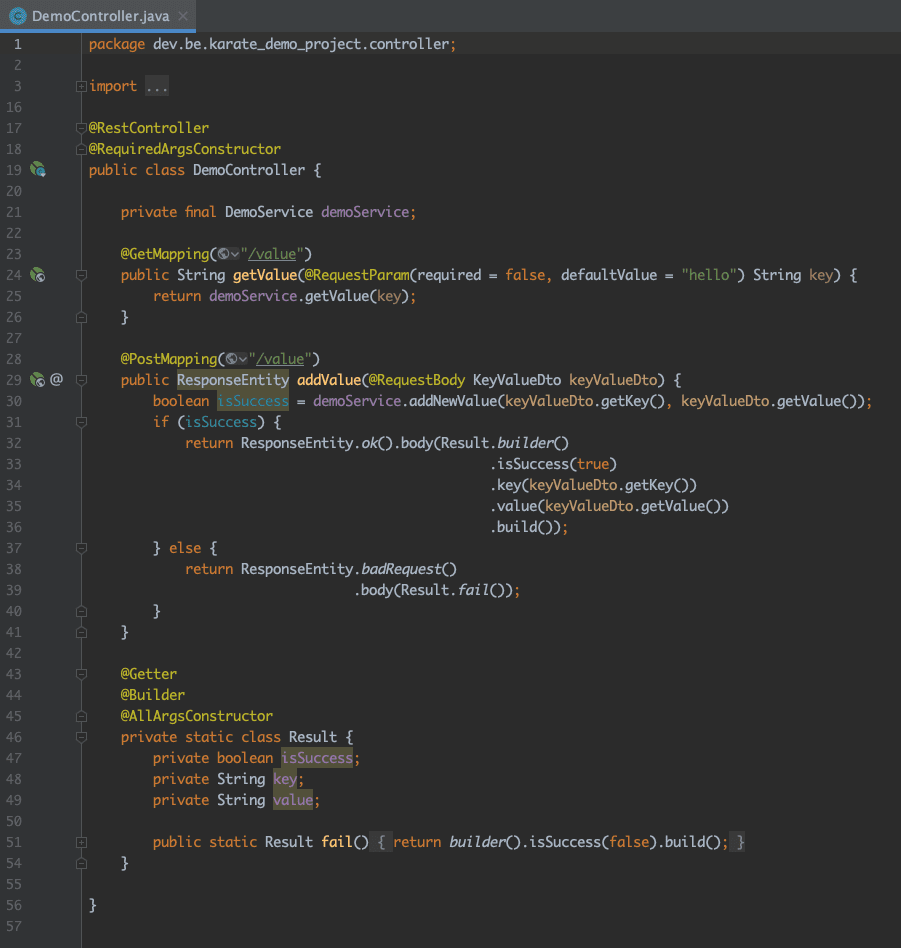 DemoController.java
1 package dev.be.karate_demo_project.controller;
2
3 import ...
16
17 @RestController
18 @RequiredArgsConstructor
19 public class DemoController {
20
21     private final DemoService demoService;
22
23     @GetMapping("/value")
24     public String getValue(@RequestParam(required = false, defaultValue = "hello") String key) {
25         return demoService.getValue(key);
26     }
27
28     @PostMapping("/value")
29 @   public ResponseEntity addValue(@RequestBody KeyValueDto keyValueDto) {
30         boolean isSuccess = demoService.addNewValue(keyValueDto.getKey(), keyValueDto.getValue());
31         if (isSuccess) {
32             return ResponseEntity.ok().body(Result.builder()
33                                                   .isSuccess(true)
34                                                   .key(keyValueDto.getKey())
35                                                   .value(keyValueDto.getValue())
36                                                   .build());
37         } else {
38             return ResponseEntity.badRequest()
39                                  .body(Result.fail());
40         }
41     }
42
43     @Getter
44     @Builder
45     @AllArgsConstructor
46     private static class Result {
47         private boolean isSuccess;
48         private String key;
49         private String value;
50
51         public static Result fail() { return builder().isSuccess(false).build(); }
54     }
55
56 }
57